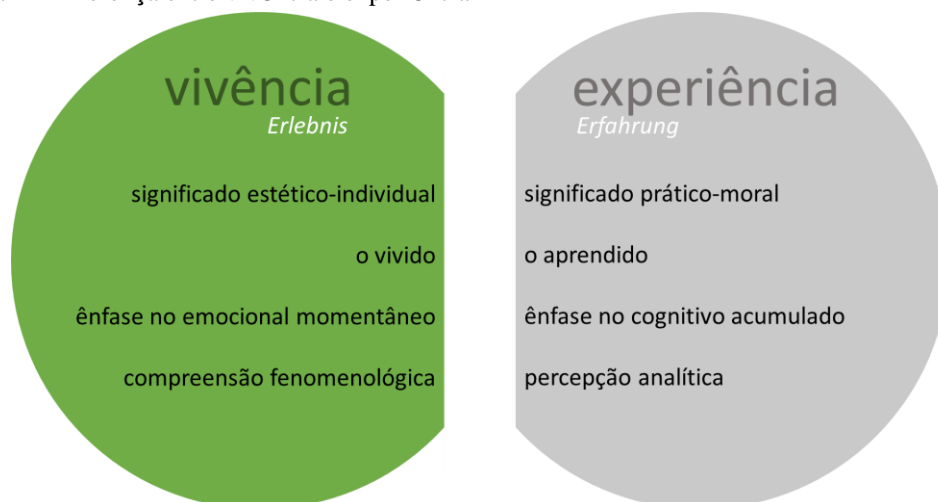 vivência
Erlebnis
significado estético-individual
o vivido
ênfase no emocional momentâneo
compreensão fenomenológica
experiência
Erfahrung
significado prático-moral
o aprendido
ênfase no cognitivo acumulado
percepção analítica